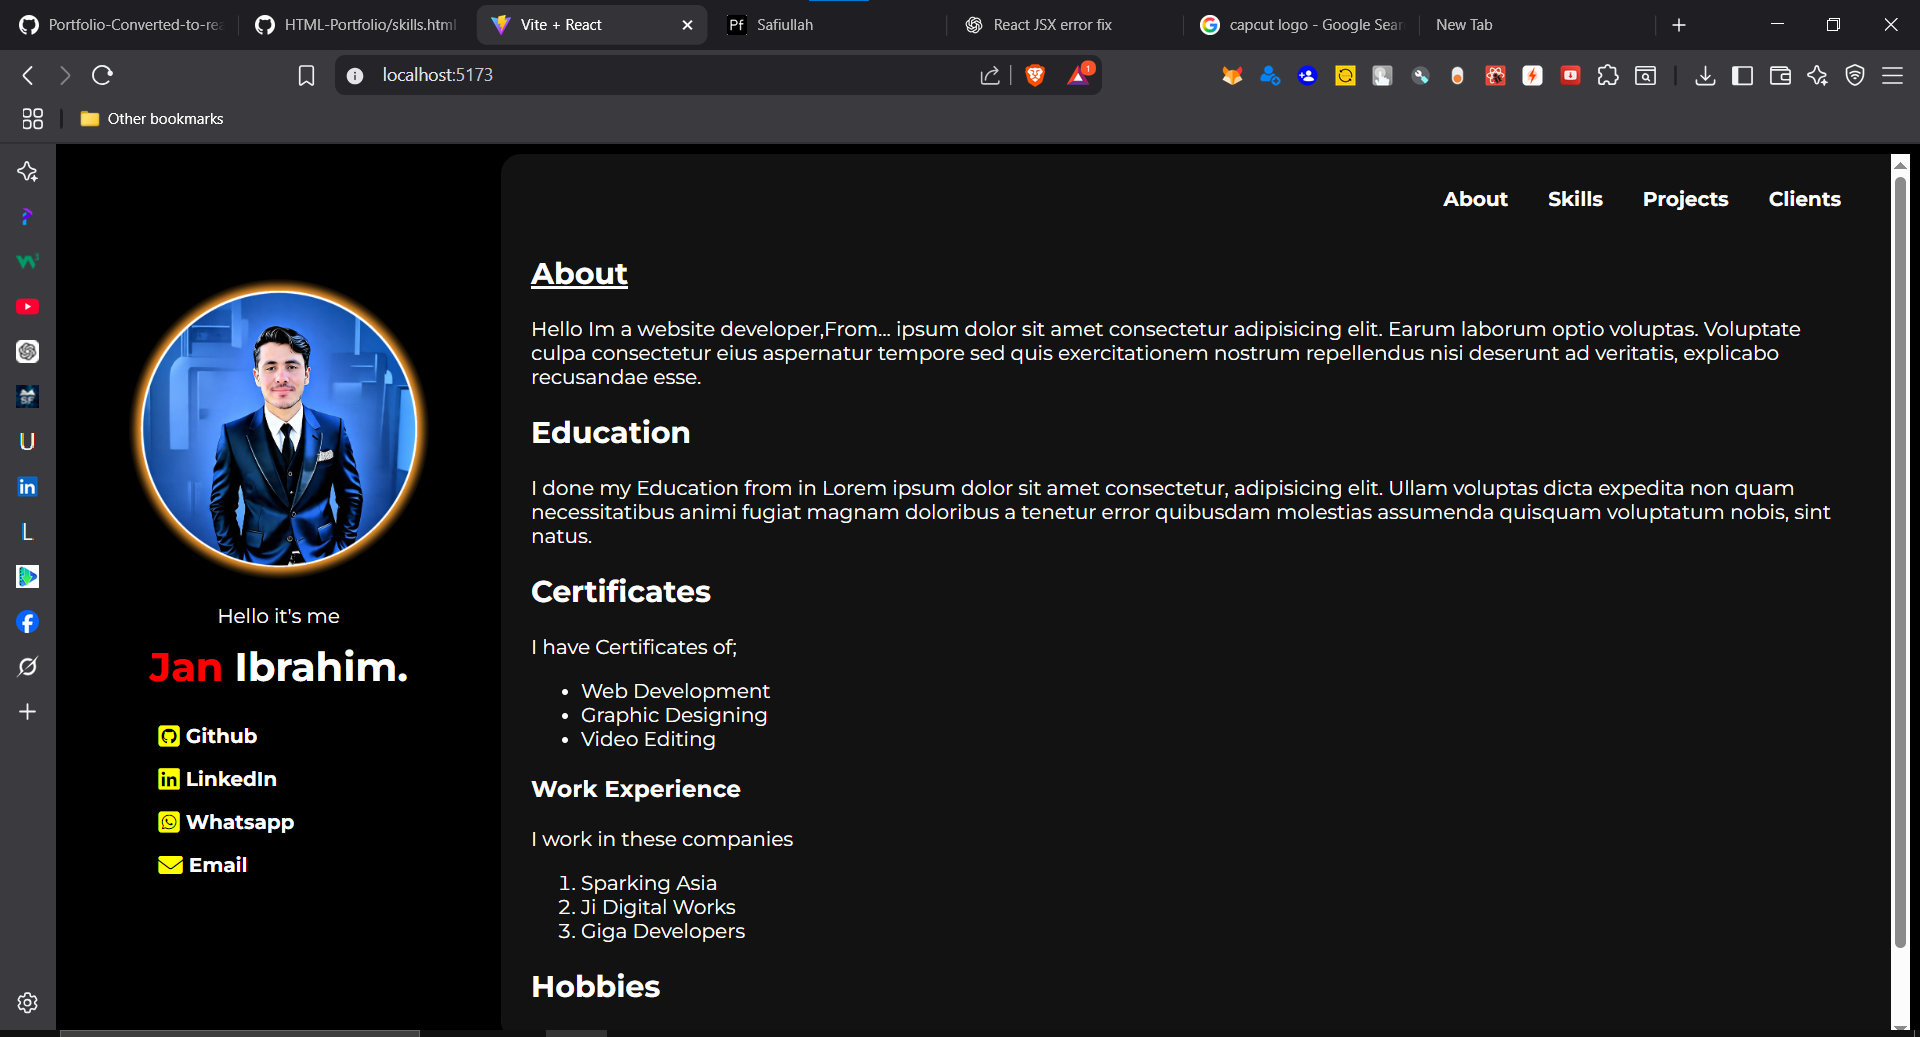 Portfolio-Converted-to-rea
HTML-Portfolio/skills.html
Vite + React
Pf Safiullah
React JSX error fix
capcut logo - Google Sear
New Tab
localhost:5173
1
Other bookmarks
About Skills Projects Clients
About
Hello Im a website developer,From... ipsum dolor sit amet consectetur adipisicing elit. Earum laborum optio voluptas. Voluptate
culpa consectetur eius aspernatur tempore sed quis exercitationem nostrum repellendus nisi deserunt ad veritatis, explicabo
recusandae esse.
Education
I done my Education from in Lorem ipsum dolor sit amet consectetur, adipisicing elit. Ullam voluptas dicta expedita non quam
necessitatibus animi fugiat magnam doloribus a tenetur error quibusdam molestias assumenda quisquam voluptatum nobis, sint
natus.
Certificates
I have Certificates of;
• Web Development
• Graphic Designing
• Video Editing
Work Experience
I work in these companies
1. Sparking Asia
2. Ji Digital Works
3. Giga Developers
Hobbies
Hello it's me
Jan Ibrahim.
Github
LinkedIn
Whatsapp
Email
SF
U
in
L